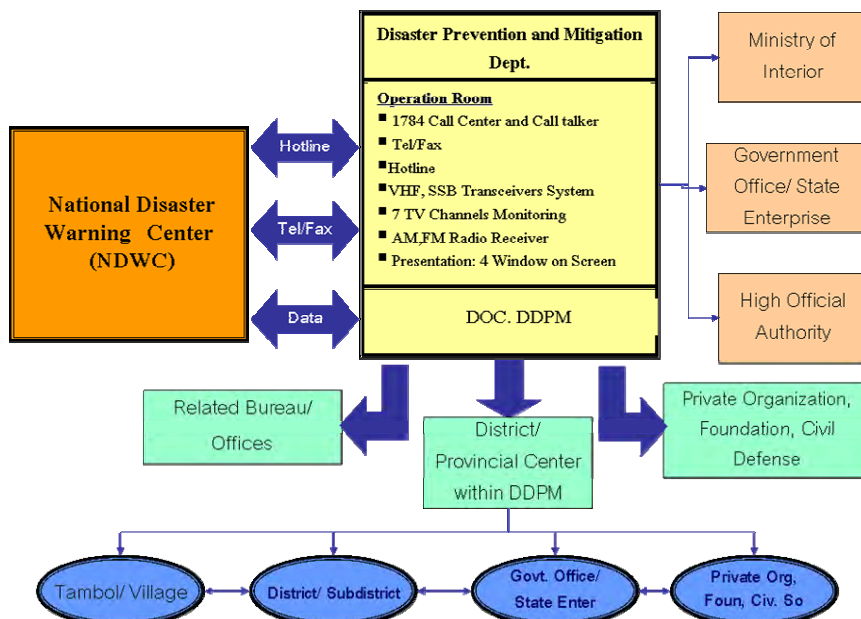 Disaster Prevention and Mitigation
Dept.
Operation Room
▪ 1784 Call Center and Call talker
▪ Tel/Fax
▪ Hotline
▪ VHF, SSB Transceivers System
▪ 7 TV Channels Monitoring
▪ AM,FM Radio Receiver
▪ Presentation: 4 Window on Screen
DOC. DDPM
National Disaster
Warning Center
(NDWC)
Hotline
Tel/Fax
Data
Ministry of
Interior
Government
Office/ State
Enterprise
High Official
Authority
Related Bureau/
Offices
District/
Provincial Center
within DDPM
Private Organization,
Foundation, Civil
Defense
Tambol/ Village
District/ Subdistrict
Govt. Office/
State Enter
Private Org,
Foun, Civ. So